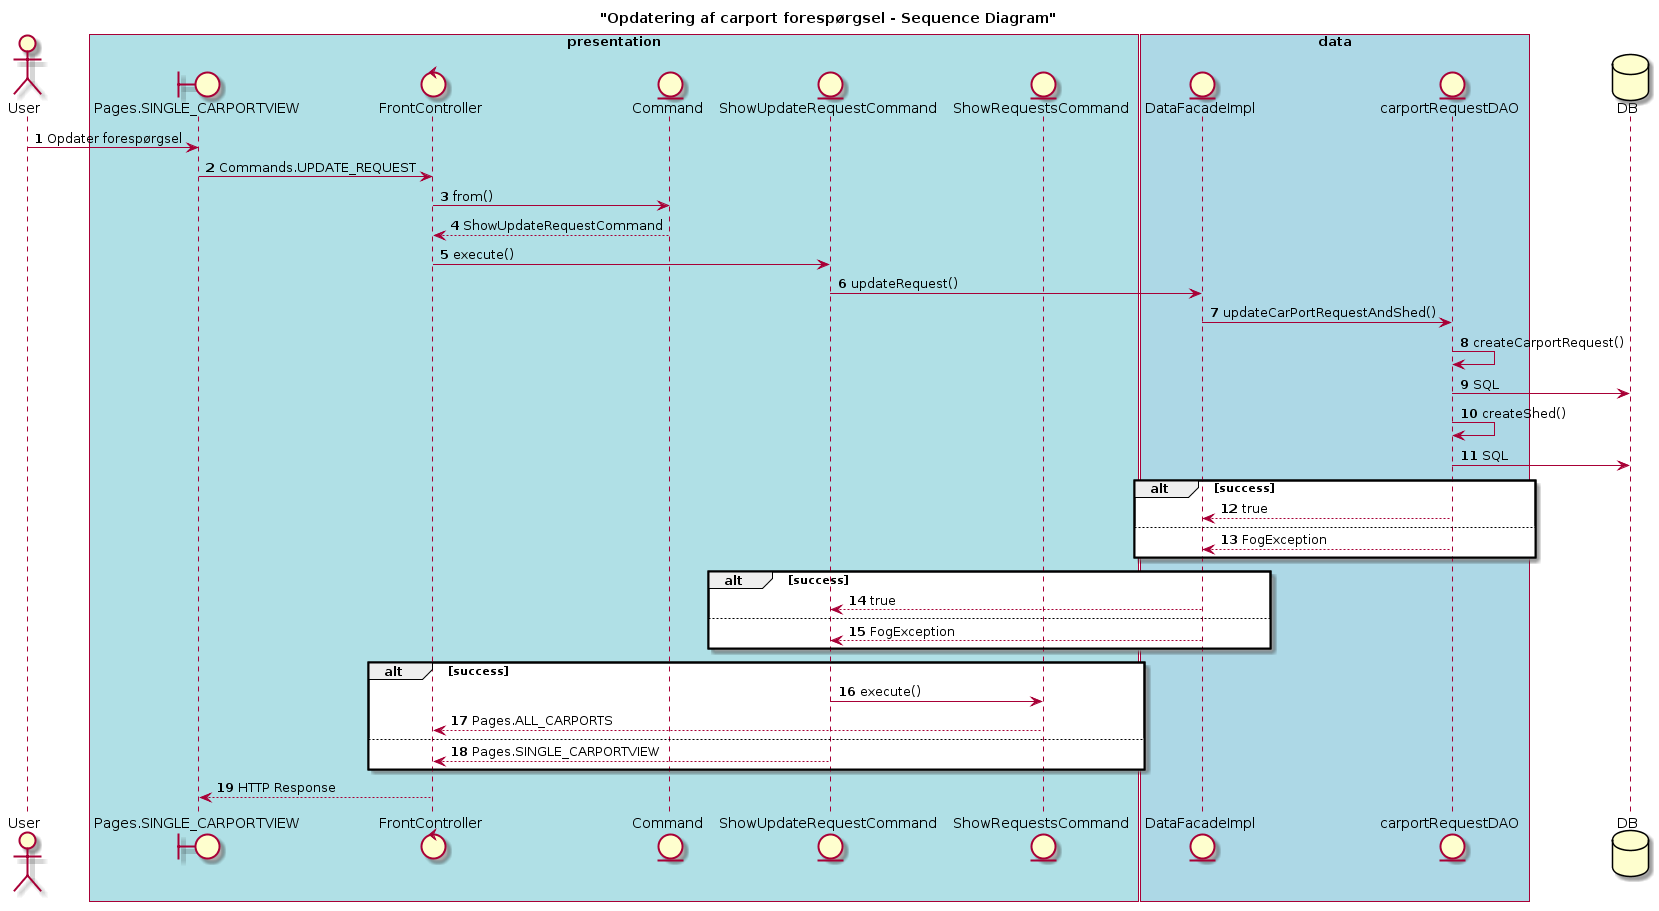 "Opdatering af carport forespørgsel - Sequence Diagram"
presentation
data
User
Pages.SINGLE_CARPORTVIEW
FrontController
Command
ShowUpdateRequestCommand
ShowRequestsCommand
DataFacadeImpl
carportRequestDAO
DB
1 Opdater forespørgsel
2 Commands.UPDATE_REQUEST
3 from()
4 ShowUpdateRequestCommand
5 execute()
6 updateRequest()
7 updateCarPortRequestAndShed()
8 createCarportRequest()
9 SQL
10 createShed()
11 SQL
alt [success]
12 true
13 FogException
alt [success]
14 true
15 FogException
alt [success]
16 execute()
17 Pages.ALL_CARPORTS
18 Pages.SINGLE_CARPORTVIEW
19 HTTP Response
User
Pages.SINGLE_CARPORTVIEW
FrontController
Command
ShowUpdateRequestCommand
ShowRequestsCommand
DataFacadeImpl
carportRequestDAO
DB